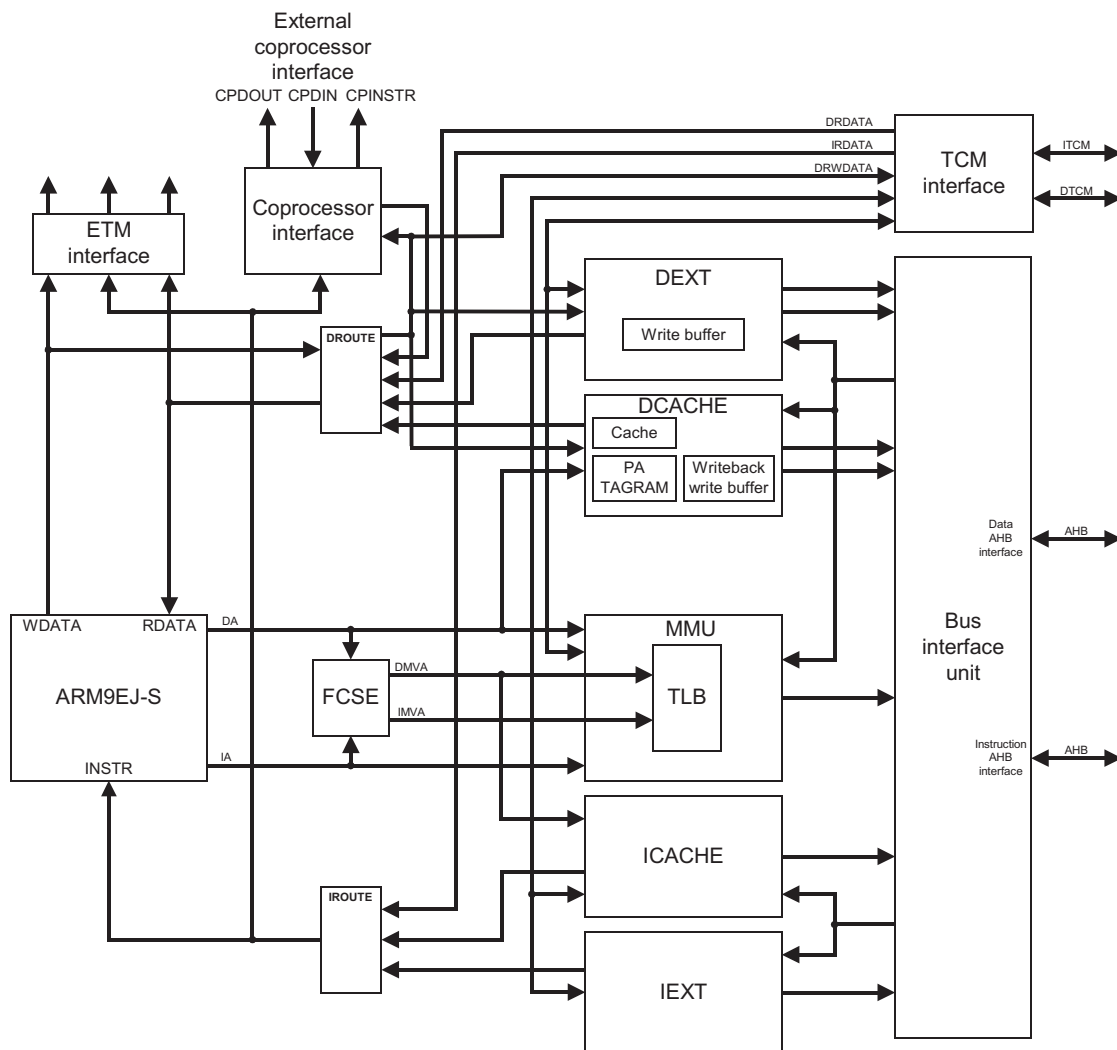 External
coprocessor
interface
CPDOUT CPDIN CPINSTR
DRDATA
IRDATA
DRWDATA
TCM
interface
ITCM
DTCM
Coprocessor
interface
ETM
interface
DEXT
Write buffer
DROUTE
DCACHE
Cache
PA
TAGRAM
Writeback
write buffer
Data
AHB
interface
AHB
WDATA
RDATA
DA
MMU
Bus
interface
unit
ARM9EJ-S
FCSE
DMVA
IMVA
TLB
INSTR
IA
Instruction
AHB
interface
AHB
ICACHE
IROUTE
IEXT